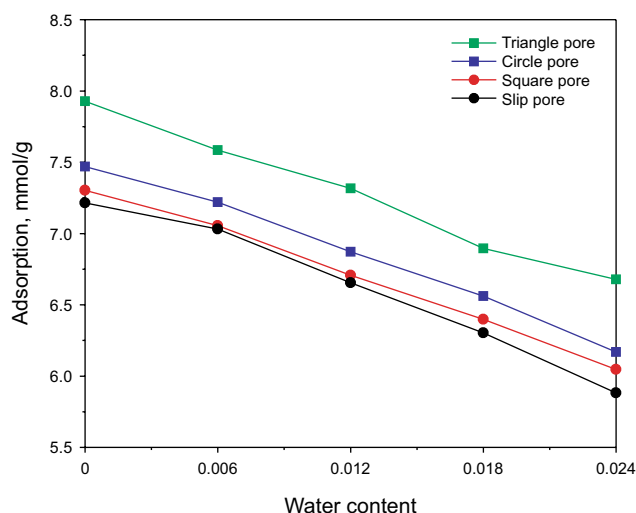 8.5
8.0
7.5
7.0
6.5
6.0
5.5
Adsorption, mmol/g
Triangle pore
Circle pore
Square pore
Slip pore
0 0.006 0.012 0.018 0.024
Water content